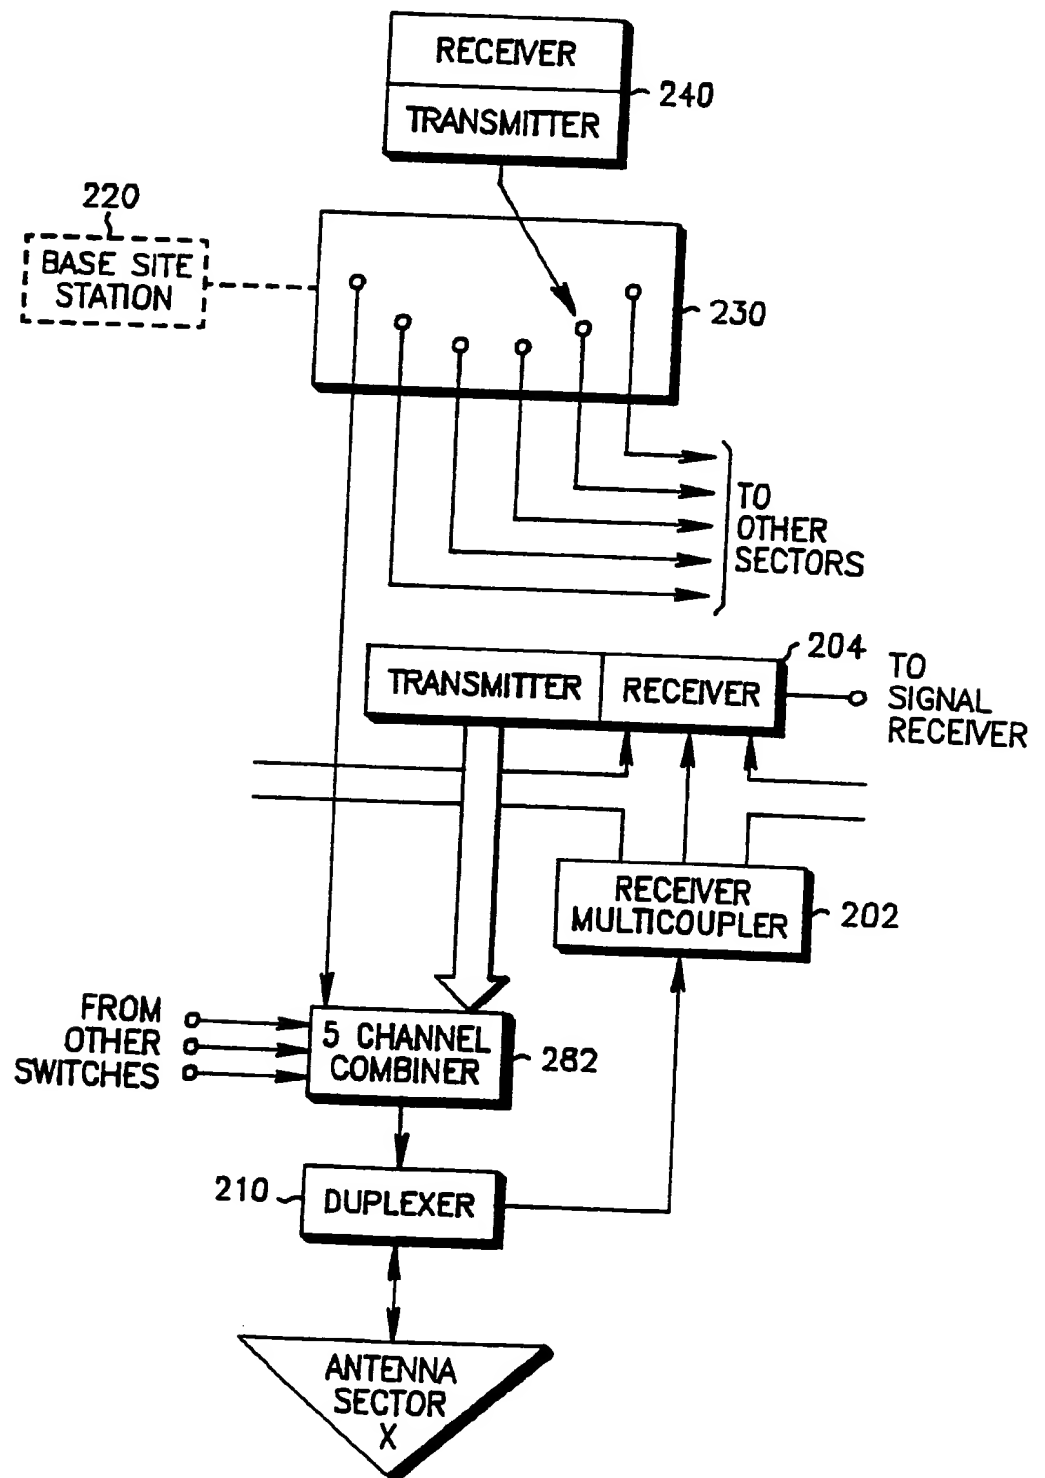 RECEIVER
TRANSMITTER
240
220
BASE SITE
STATION
230
TO
OTHER
SECTORS
204
TRANSMITTER
RECEIVER
TO
SIGNAL
RECEIVER
RECEIVER
MULTICOUPLER
202
FROM
OTHER
SWITCHES
5 CHANNEL
COMBINER
282
210
DUPLEXER
ANTENNA
SECTOR
X